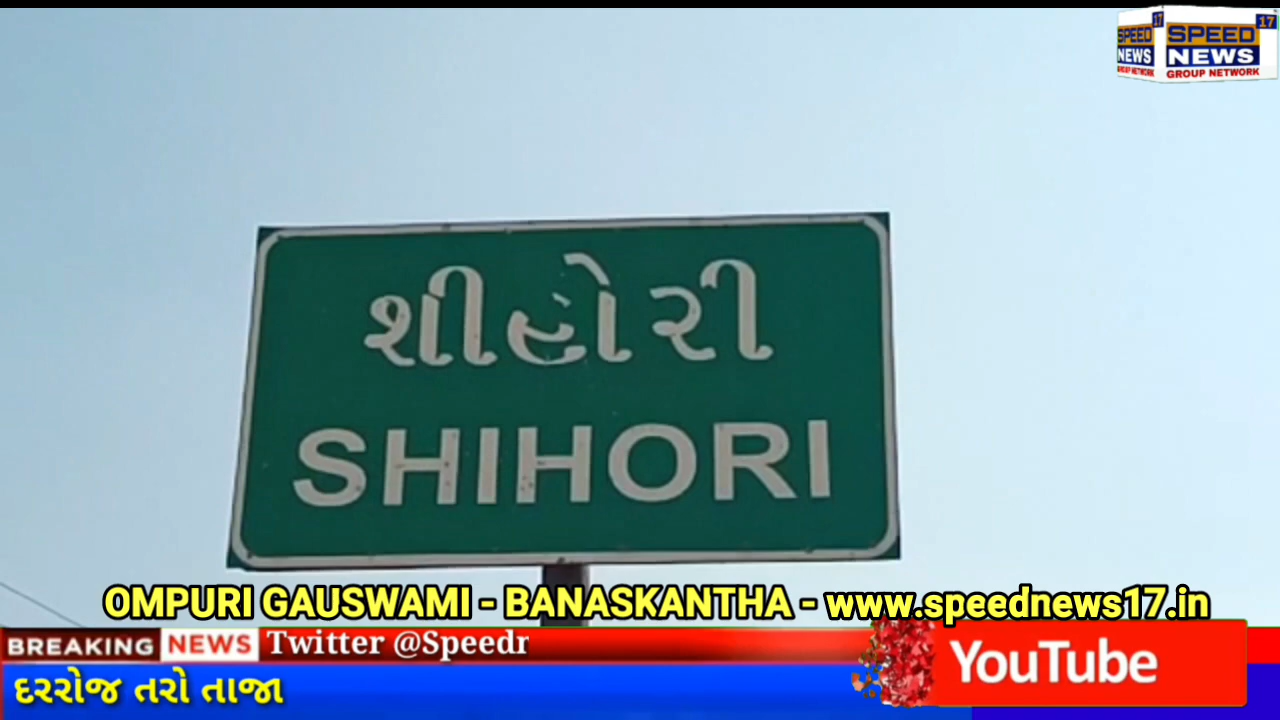 SPEED 17
NEWS
GROUP NETWORK
SPEED 17
NEWS
શીહોરી
SHIHORI
OMPURI GAUSWAMI - BANASKANTHA - www.speednews17.in
BREAKING NEWS Twitter @Speedr
YouTube
દરરોજ તરો તાજા